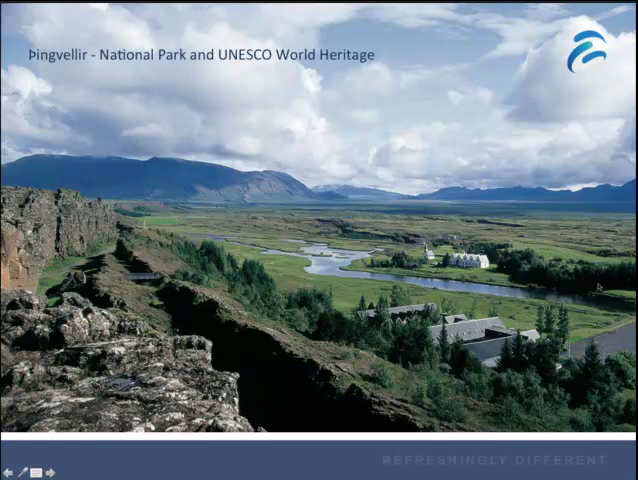 Þingvellir - National Park and UNESCO World Heritage
REFRESHINGLY DIFFERENT